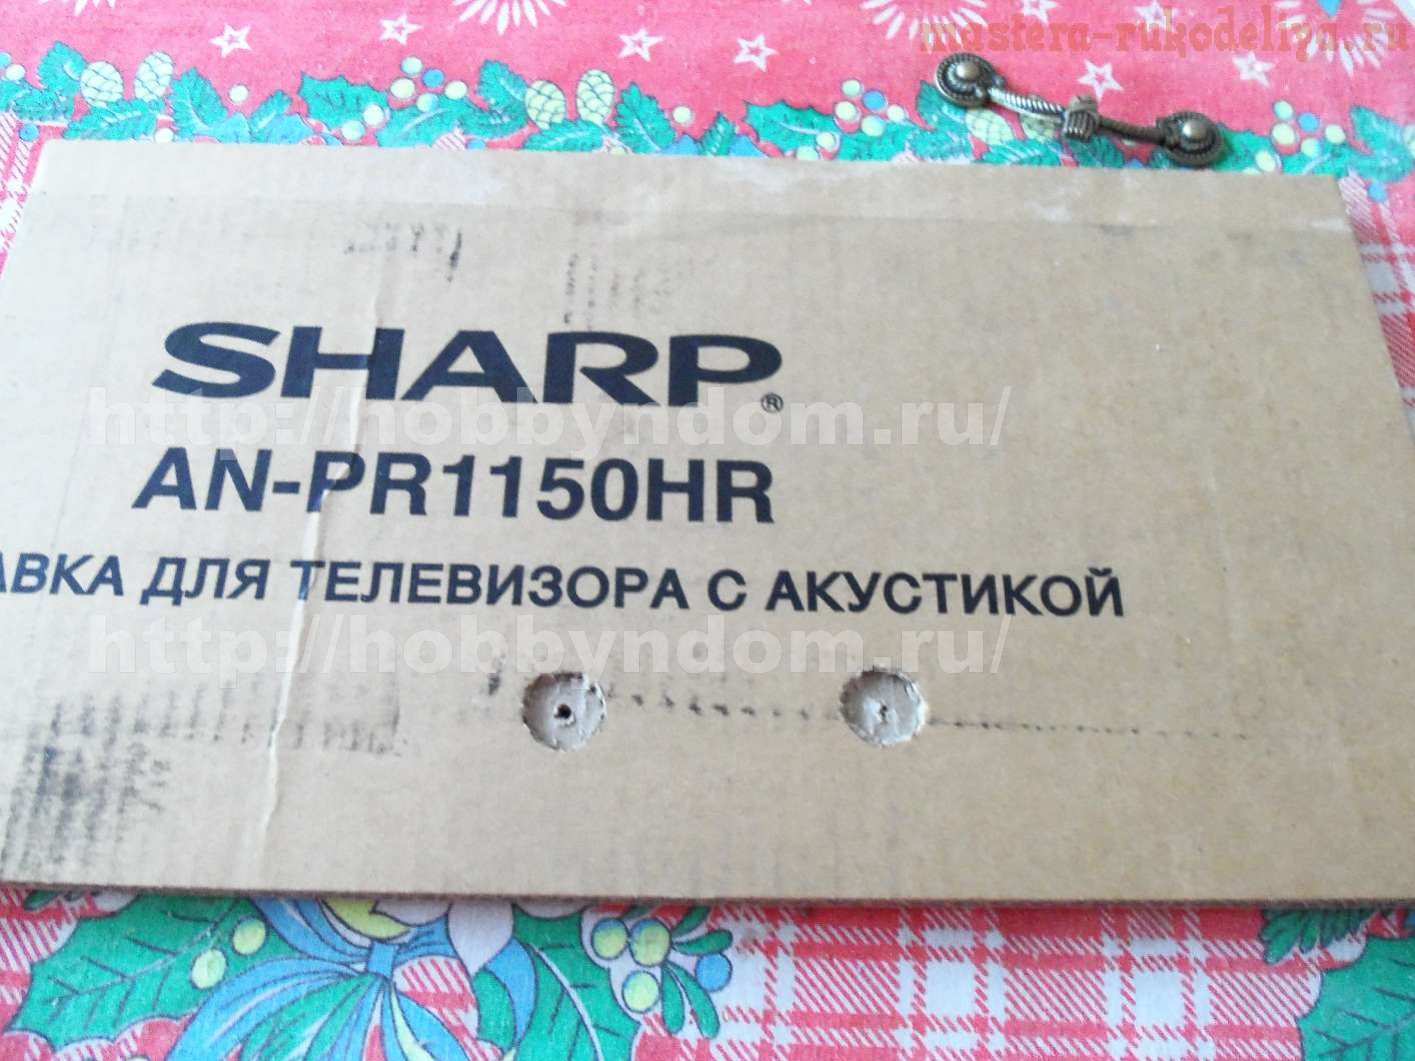 mastera-rukodeliya.ru
SHARP®
http://hobbyndom.ru/
AN-PR1150HR
АВКА ДЛЯ ТЕЛЕВИЗОРА С АКУСТИКОЙ
http://hobbyndom.ru/